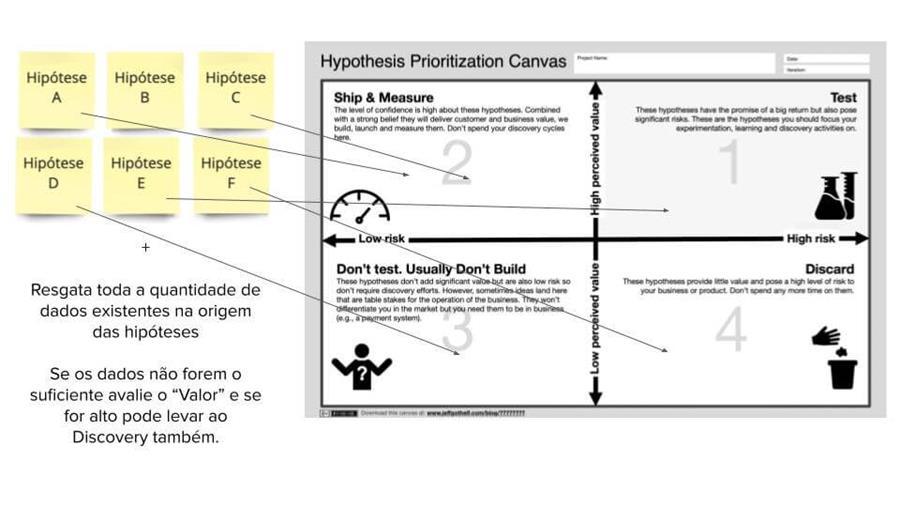 Hipótese
A
Hipótese
B
Hipótese
C
Hipótese
D
Hipótese
E
Hipótese
F
+
Resgata toda a quantidade de
dados existentes na origem
das hipóteses
Se os dados não forem o
suficiente avalie o “Valor” e se
for alto pode levar ao
Discovery também.
Hypothesis Prioritization Canvas
Project Name:
Date:
Iteration:
Ship & Measure
The level of confidence is high about these hypotheses. Combined
with a strong belief they will deliver customer and business value, we
build, launch and measure them. Don't spend your discovery cycles
here.
2
Test
These hypotheses have the promise of a big return but also pose
significant risks. These are the hypotheses you should focus your
experimentation, learning and discovery activities on.
1
High perceived value
Low risk
High risk
Low perceived value
Don't test. Usually Don't Build
These hypotheses don't add significant value but are also low risk so
don't require discovery efforts. However, sometimes ideas land here
that are table stakes for the operation of the business. They won't
differentiate you in the market but you need them to be in business
(e.g., a payment system).
3
?
Discard
These hypotheses provide little value and pose a high level of risk to
your business or product. Don't spend any more time on them.
4
Download this canvas at: www.jeffgothelf.com/blog/????????